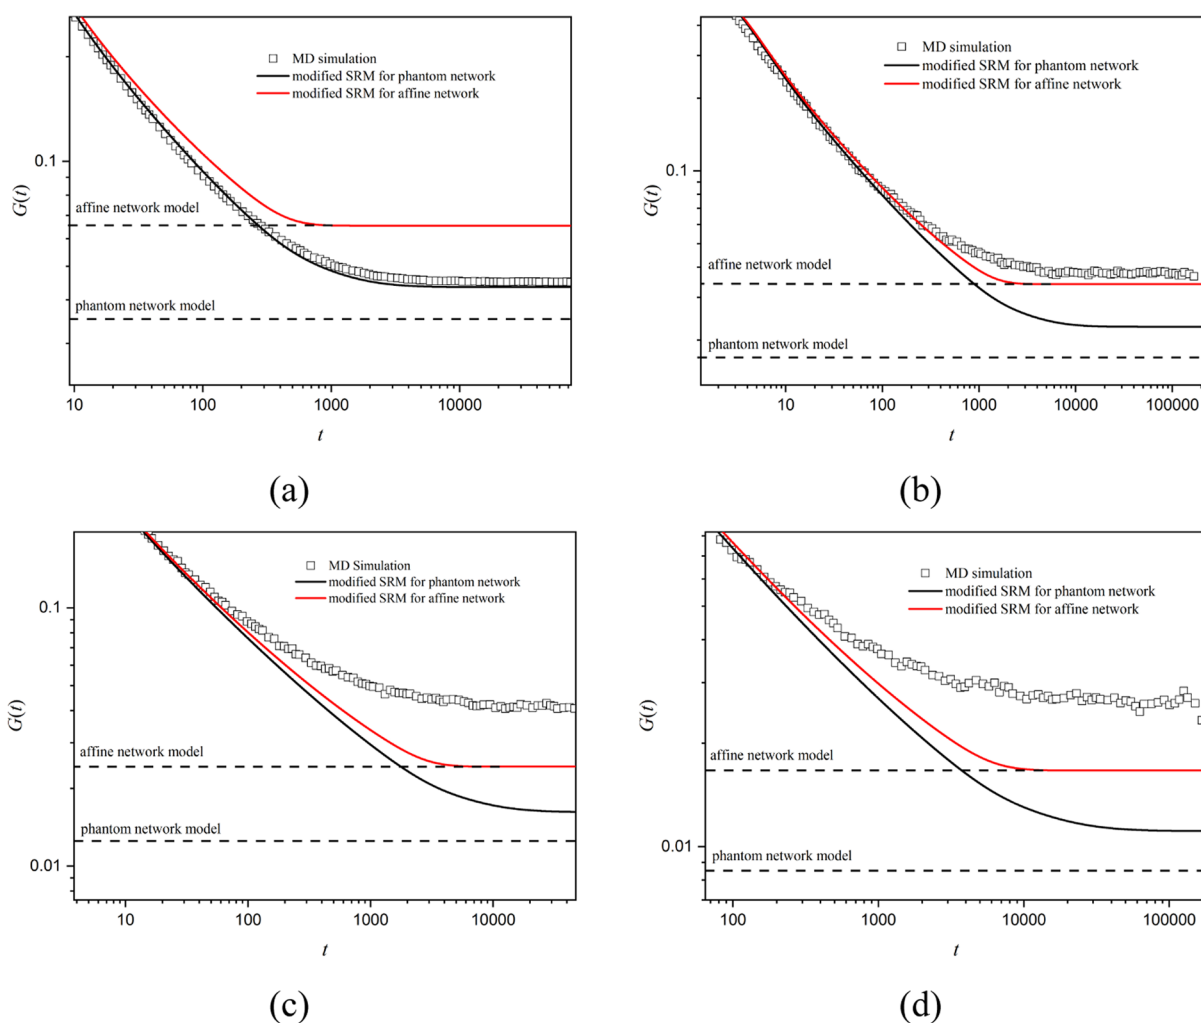 MD simulation
modified SRM for phantom network
modified SRM for affine network
0.1
G(t)
affine network model
phantom network model
10 100 1000 10000
t
(a)
MD simulation
modified SRM for phantom network
modified SRM for affine network
0.1
G(t)
affine network model
phantom network model
10 100 1000 10000 100000
t
(b)
MD Simulation
modified SRM for phantom network
modified SRM for affine network
0.1
G(t)
affine network model
phantom network model
0.01
10 100 1000 10000
t
(c)
MD simulation
modified SRM for phantom network
modified SRM for affine network
G(t)
affine network model
0.01
phantom network model
100 1000 10000 100000
t
(d)